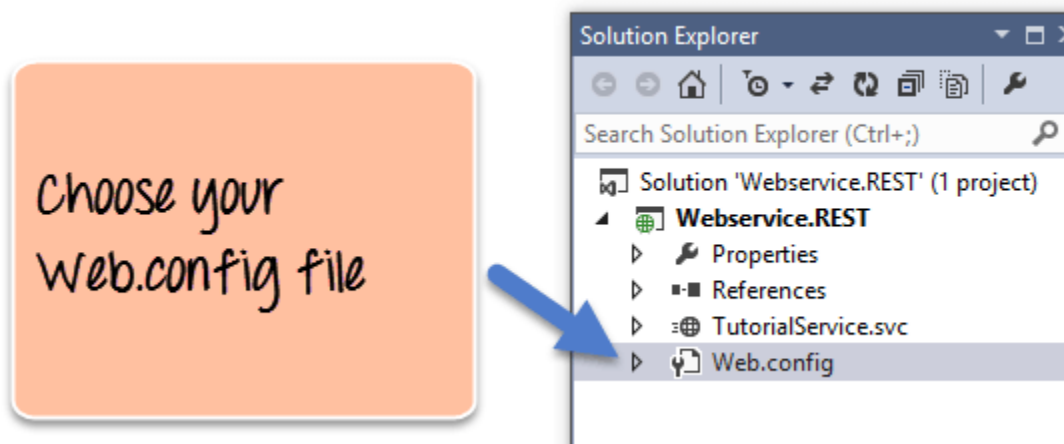 Choose your
Web.config file
Solution Explorer
Search Solution Explorer (Ctrl+;)
Solution 'Webservice.REST' (1 project)
Webservice.REST
Properties
References
TutorialService.svc
Web.config